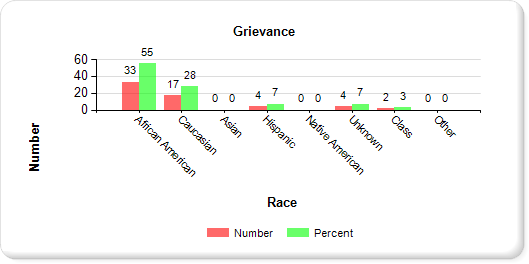 Grievance
Number
60
40
20
0
33 55
17 28
0 0
4 7
0 0
4 7
2 3
0 0
African American
Caucasian
Asian
Hispanic
Native American
Unknown
Class
Other
Race
Number Percent